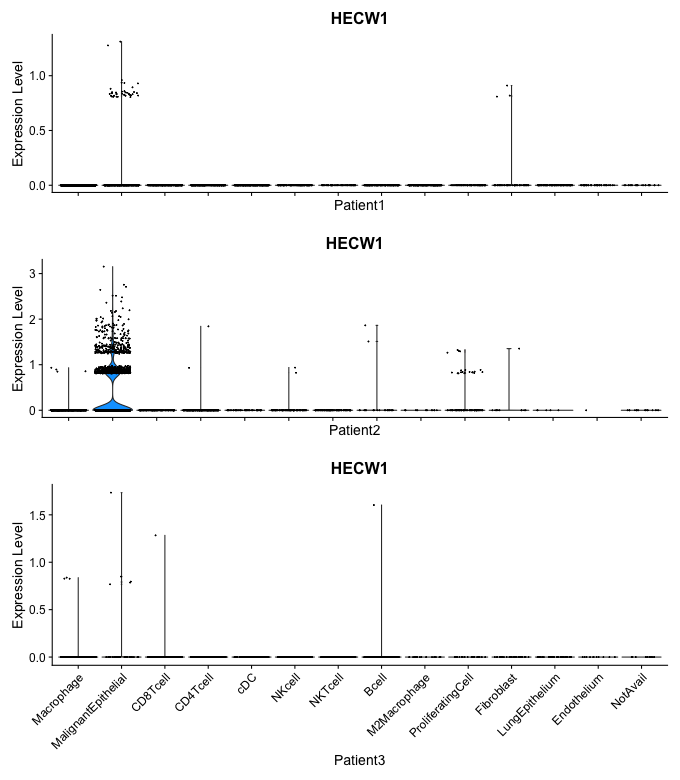 HECW1
Expression Level
1.0
0.5
0.0
Patient1
HECW1
Expression Level
3
2
1
0
Patient2
HECW1
Expression Level
1.5
1.0
0.5
0.0
Macrophage
MalignantEpithelial
CD8Tcell
CD4Tcell
cDC
NKcell
NKTcell
Bcell
M2Macrophage
ProliferatingCell
Fibroblast
LungEpithelium
Endothelium
NotAvail
Patient3